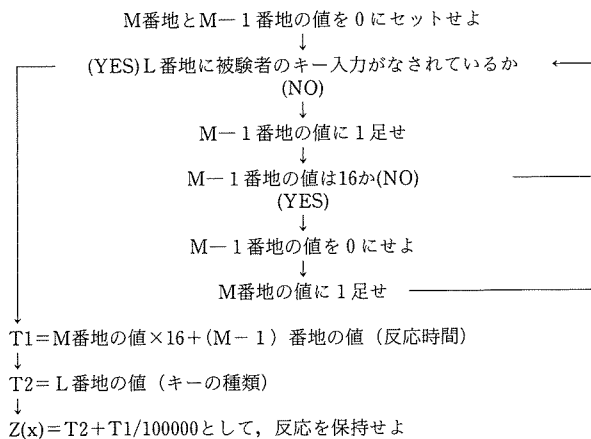 M番地とM－1番地の値を0にセットせよ
↓
(YES) L番地に被験者のキー入力がなされているか
(NO)
↓
M－1番地の値に1足せ
↓
M－1番地の値は16か(NO)
(YES)
↓
M－1番地の値を0にせよ
↓
M番地の値に1足せ
T1＝M番地の値×16＋(M－1）番地の値（反応時間）
↓
T2＝L番地の値（キーの種類）
↓
Z(x)＝T2＋T1/100000として，反応を保持せよ